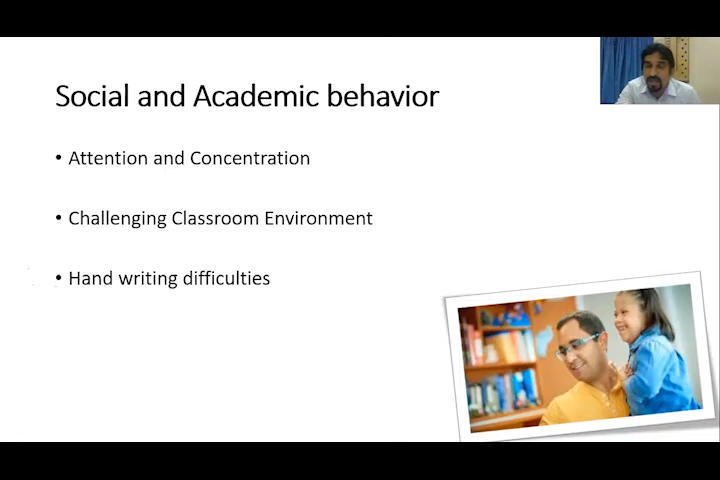 Social and Academic behavior
• Attention and Concentration
• Challenging Classroom Environment
• Hand writing difficulties